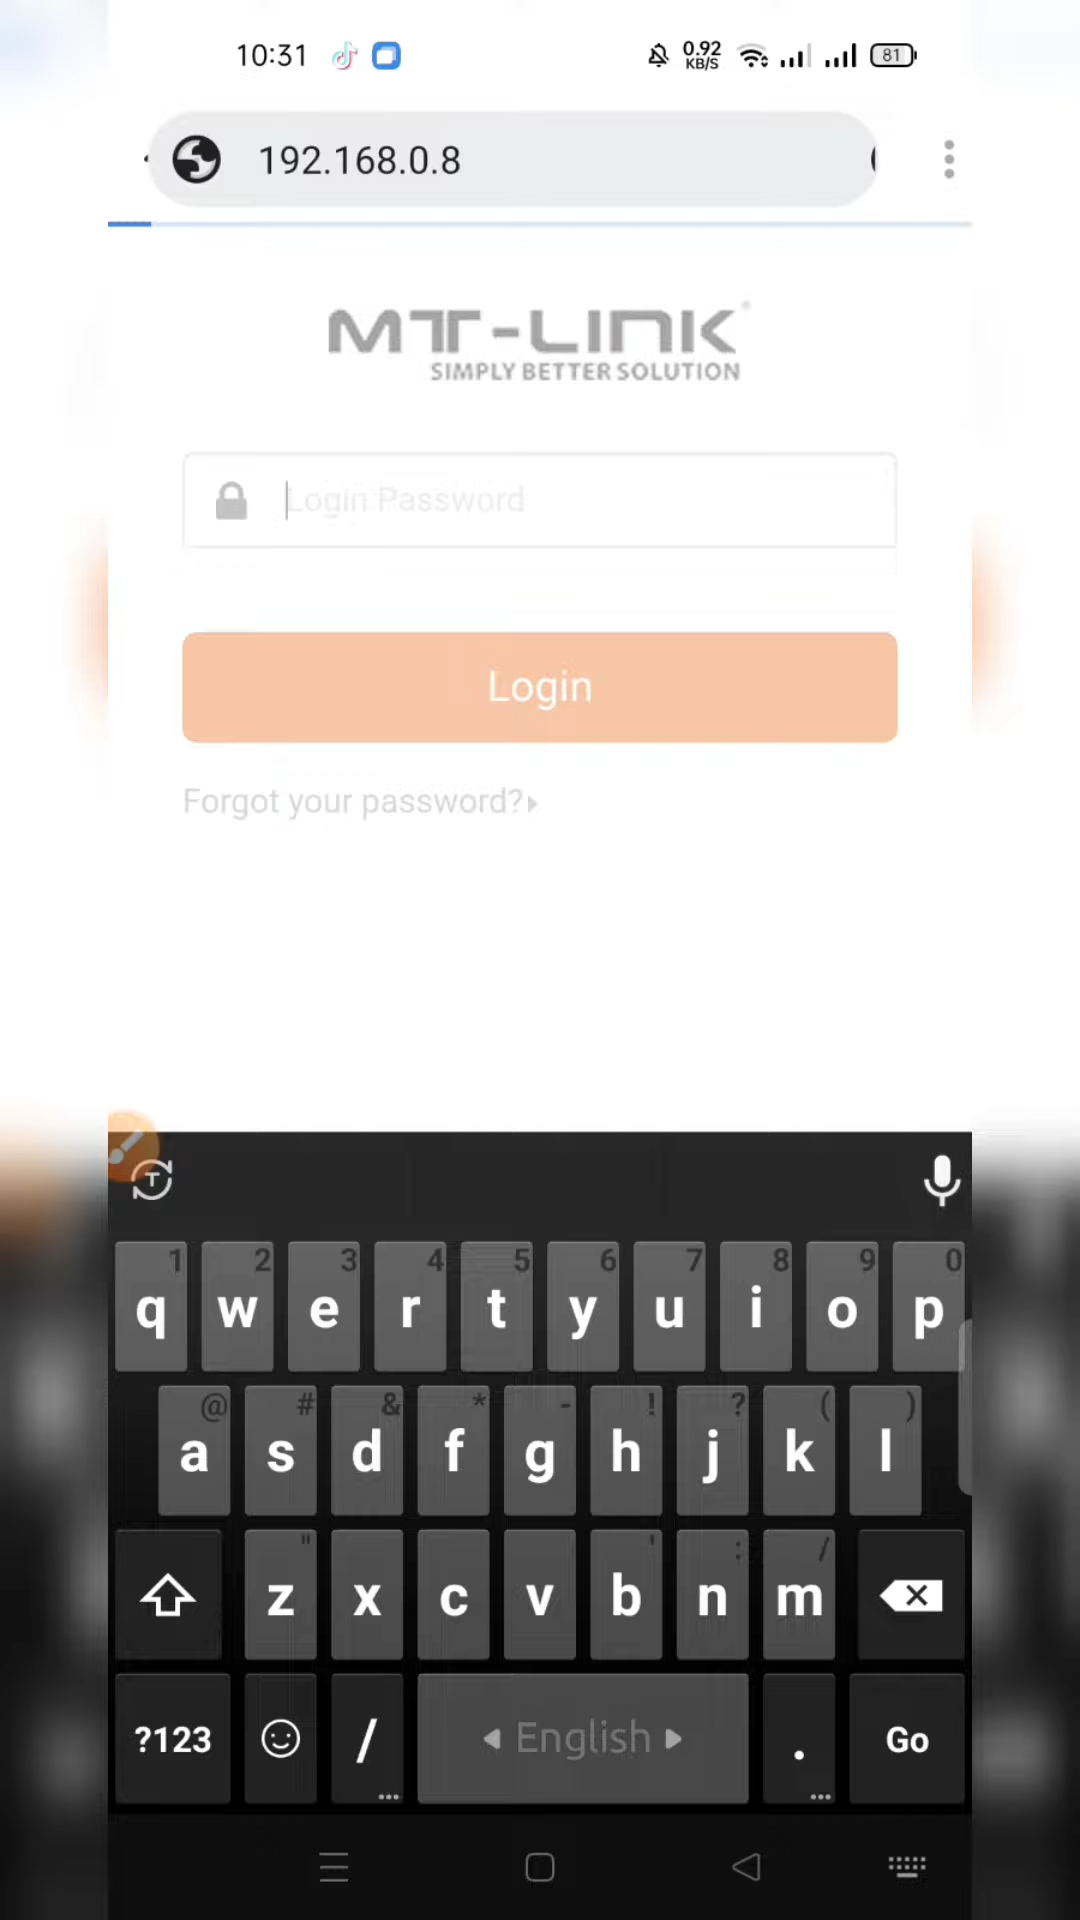 10:31 0.92 KB/S 81
192.168.0.8
MT-LINK
SIMPLY BETTER SOLUTION
Login Password
Login
Forgot your password?
1 2 3 4 5 6 7 8 9 0
q w e r t y u i o p
@ # & * - ! ? ( )
a s d f g h j k l
" ' : /
z x c v b n m
?123 / English . Go